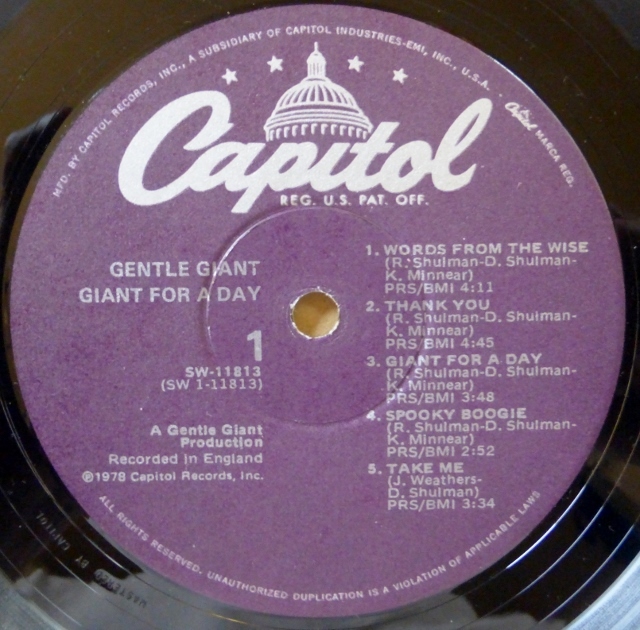 MFD. BY CAPITOL RECORDS, INC., A SUBSIDIARY OF CAPITOL INDUSTRIES-EMI, INC., U.S.A.
Capitol MARCA REG.
Capitol
REG. U.S. PAT. OFF.
GENTLE GIANT
GIANT FOR A DAY
1
SW-11813
(SW 1-11813)
A Gentle Giant
Production
Recorded in England
℗1978 Capitol Records, Inc.
1. WORDS FROM THE WISE
(R. Shulman-D. Shulman-
K. Minnear)
PRS/BMI 4:11
2. THANK YOU
(R. Shulman-D. Shulman-
K. Minnear)
PRS/BMI 4:45
3. GIANT FOR A DAY
(R. Shulman-D. Shulman-
K. Minnear)
PRS/BMI 3:48
4. SPOOKY BOOGIE
(R. Shulman-D. Shulman-
K. Minnear)
PRS/BMI 2:52
5. TAKE ME
(J. Weathers-
D. Shulman)
PRS/BMI 3:34
ALL RIGHTS RESERVED. UNAUTHORIZED DUPLICATION IS A VIOLATION OF APPLICABLE LAWS
MASTERED BY CAPITOL